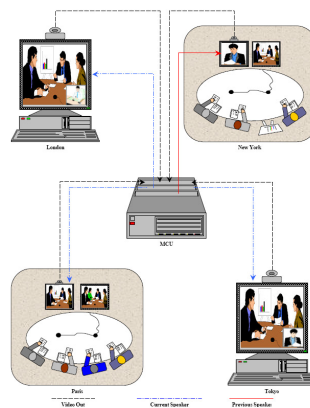 London
New York
MCU
Paris
Tokyo
Video Out
Current Speaker
Previous Speaker